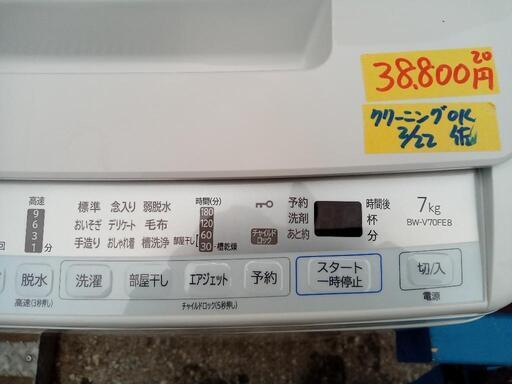 20
38,800円
クリーニングOK
2/22
高速
9
6
3
1
回
分
標準 念入り 弱脱水
おいそぎ デリケート 毛布
手造り おしゃれ着 槽洗浄
時間(分)
180
120
60
30
部屋干し
槽乾燥
チャイルドロック
予約
洗剤
あと約
時間後
杯
分
7kg
BW-V70FE8
脱水
洗濯
部屋干し
エアジェット
予約
スタート
一時停止
切/入
電源
高速(3秒押し)
チャイルドロック(5秒押し)